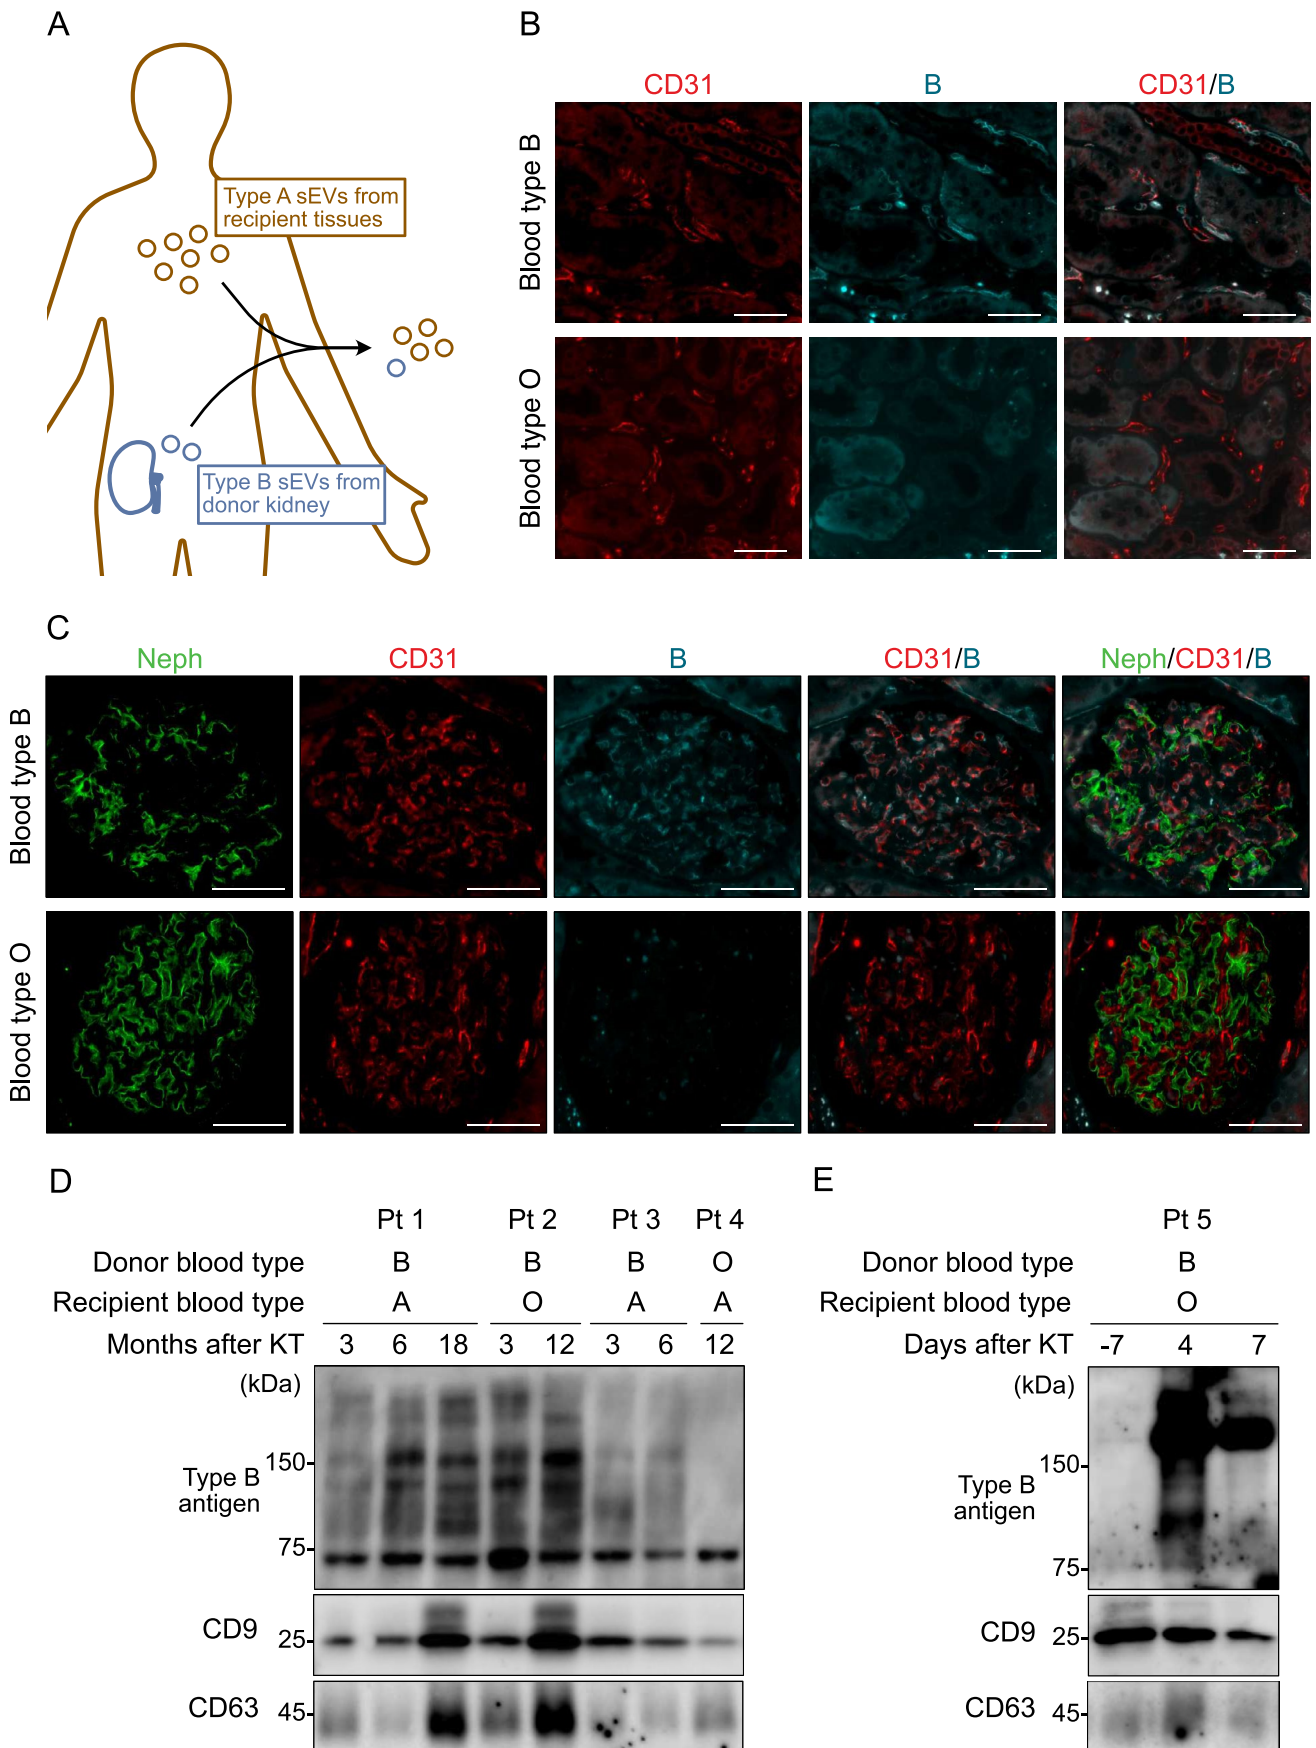 A
Type A sEVs from
recipient tissues
Type B sEVs from
donor kidney
B
CD31 B CD31/B
Blood type B
Blood type O
C
Neph CD31 B CD31/B Neph/CD31/B
Blood type B
Blood type O
D
Pt 1 Pt 2 Pt 3 Pt 4
Donor blood type B B B O
Recipient blood type A O A A
Months after KT 3 6 18 3 12 3 6 12
(kDa)
150
Type B
antigen
75
CD9 25
CD63 45
E
Pt 5
Donor blood type B
Recipient blood type O
Days after KT -7 4 7
(kDa)
150
Type B
antigen
75
CD9 25
CD63 45